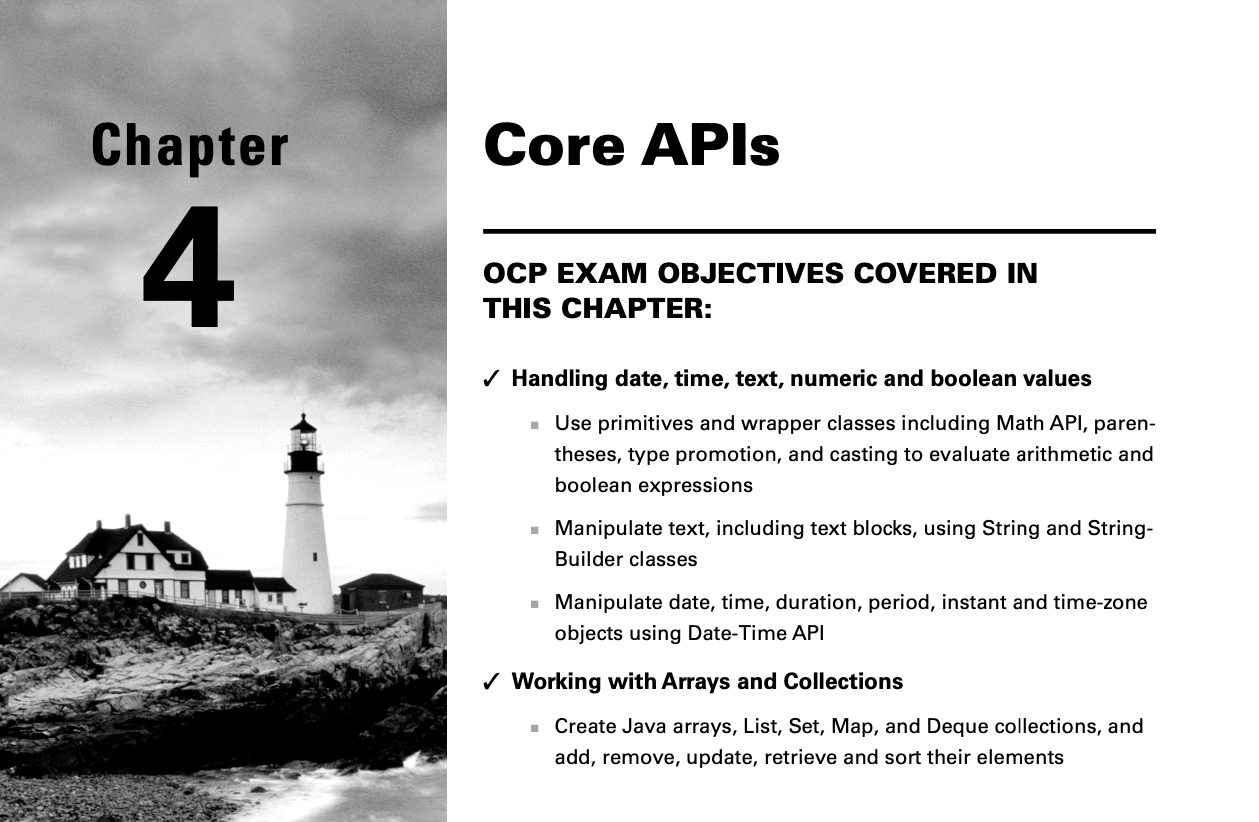 Chapter
4
Core APIs
OCP EXAM OBJECTIVES COVERED IN
THIS CHAPTER:
✓ Handling date, time, text, numeric and boolean values
■ Use primitives and wrapper classes including Math API, paren-
theses, type promotion, and casting to evaluate arithmetic and
boolean expressions
■ Manipulate text, including text blocks, using String and String-
Builder classes
■ Manipulate date, time, duration, period, instant and time-zone
objects using Date-Time API
✓ Working with Arrays and Collections
■ Create Java arrays, List, Set, Map, and Deque collections, and
add, remove, update, retrieve and sort their elements